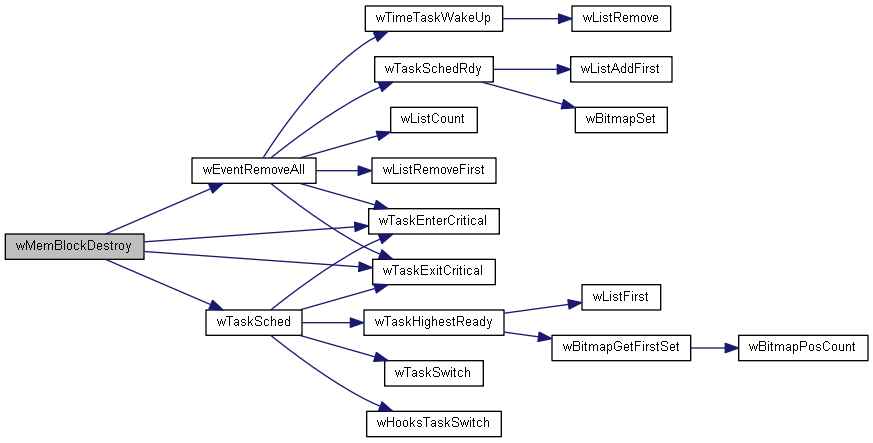 wTimeTaskWakeUp
wListRemove
wTaskSchedRdy
wListAddFirst
wListCount
wBitmapSet
wEventRemoveAll
wListRemoveFirst
wTaskEnterCritical
wMemBlockDestroy
wTaskExitCritical
wListFirst
wTaskSched
wTaskHighestReady
wBitmapGetFirstSet
wBitmapPosCount
wTaskSwitch
wHooksTaskSwitch